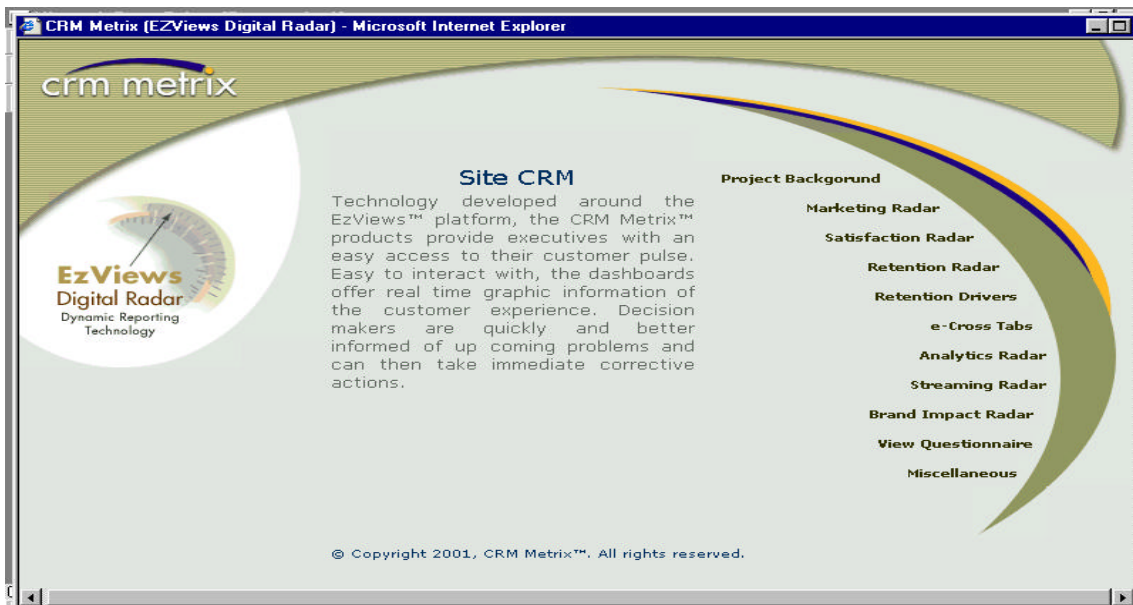 CRM Metrix (EZViews Digital Radar) - Microsoft Internet Explorer
crm metrix
Site CRM
Technology developed around the
EzViews™ platform, the CRM Metrix™
products provide executives with an
easy access to their customer pulse.
Easy to interact with, the dashboards
offer real time graphic information of
the customer experience. Decision
makers are quickly and better
informed of up coming problems and
can then take immediate corrective
actions.
EzViews
Digital Radar
Dynamic Reporting
Technology
Project Backgorund
Marketing Radar
Satisfaction Radar
Retention Radar
Retention Drivers
e-Cross Tabs
Analytics Radar
Streaming Radar
Brand Impact Radar
View Questionnaire
Miscellaneous
© Copyright 2001, CRM Metrix™. All rights reserved.